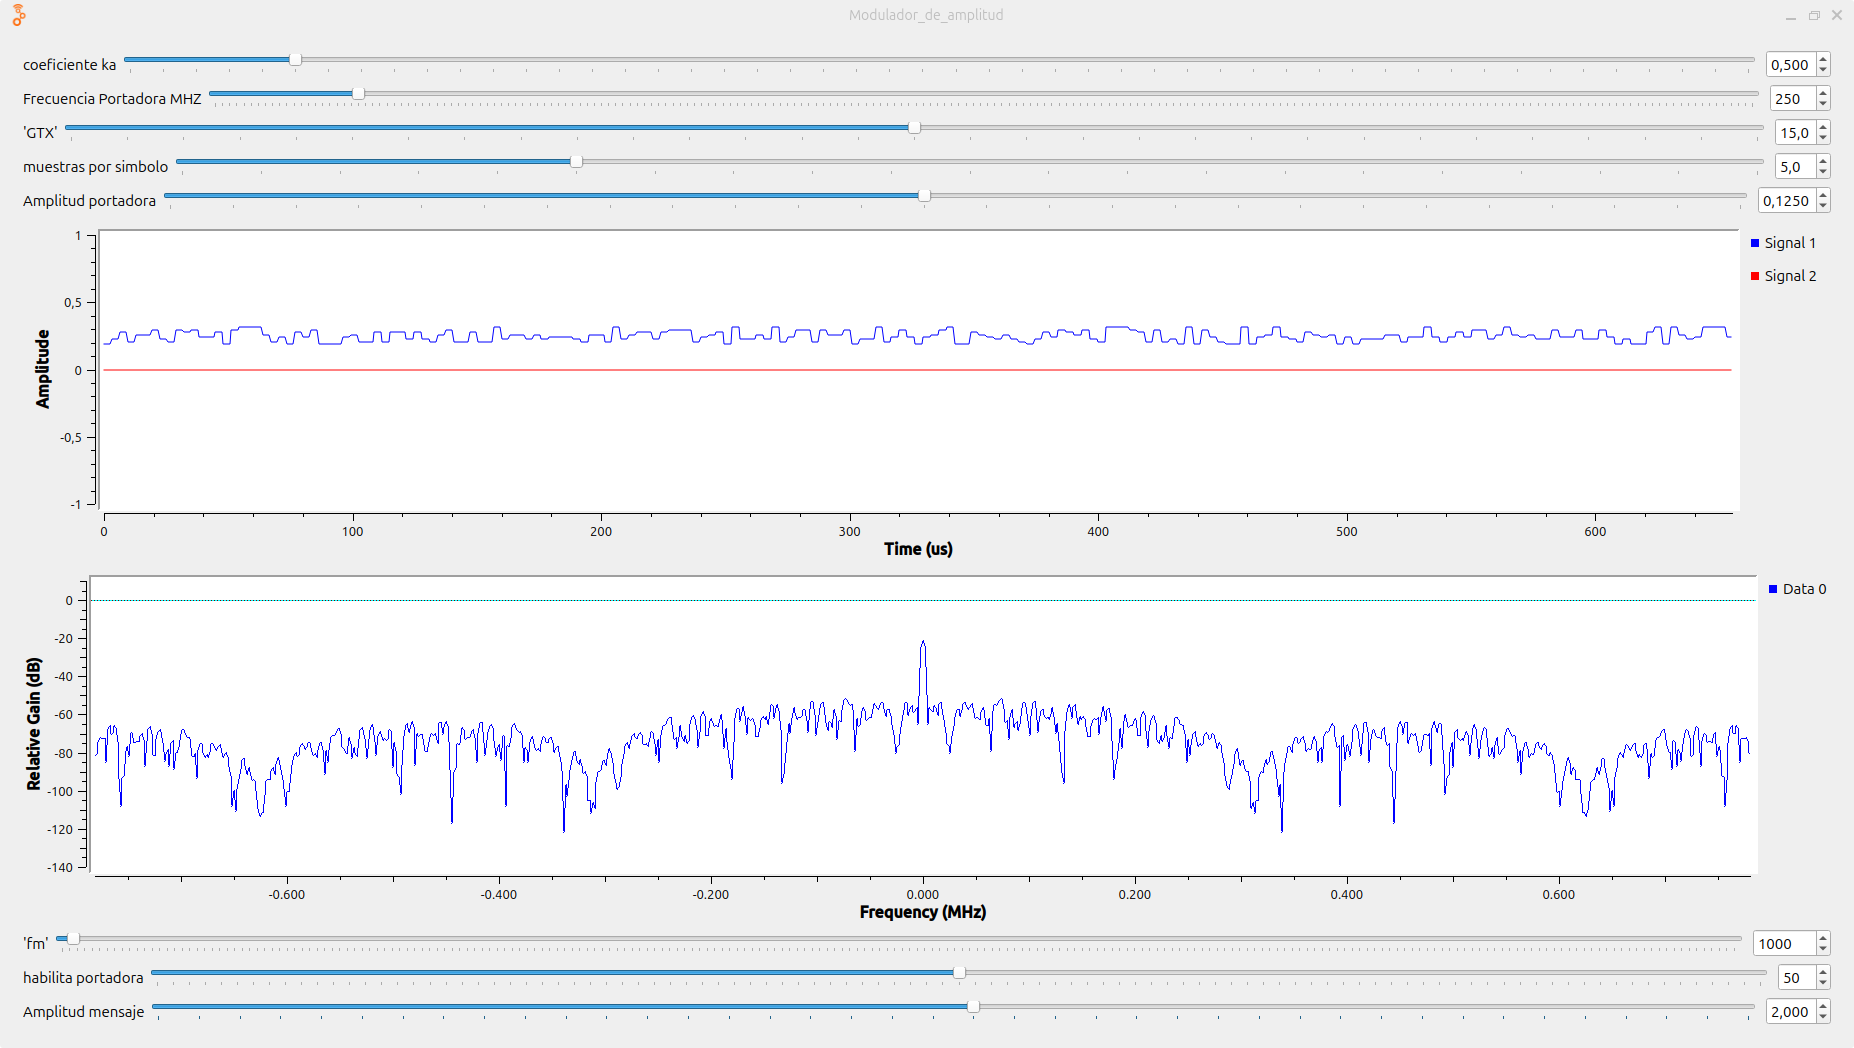 Modulador_de_amplitud
coeficiente ka 0,500
Frecuencia Portadora MHZ 250
'GTX' 15,0
muestras por simbolo 5,0
Amplitud portadora 0,1250
Amplitude
1
0,5
0
-0,5
-1
0 100 200 300 400 500 600
Time (us)
Signal 1
Signal 2
Relative Gain (dB)
0
-20
-40
-60
-80
-100
-120
-140
-0.600 -0.400 -0.200 0.000 0.200 0.400 0.600
Frequency (MHz)
Data 0
'fm' 1000
habilita portadora 50
Amplitud mensaje 2,000